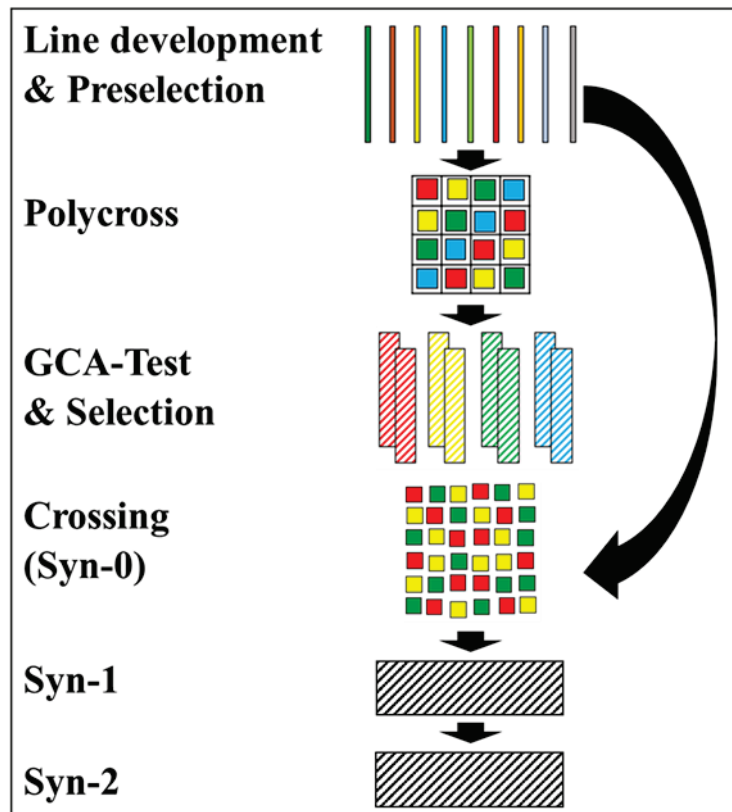 Line development
& Preselection
Polycross
GCA-Test
& Selection
Crossing
(Syn-0)
Syn-1
Syn-2